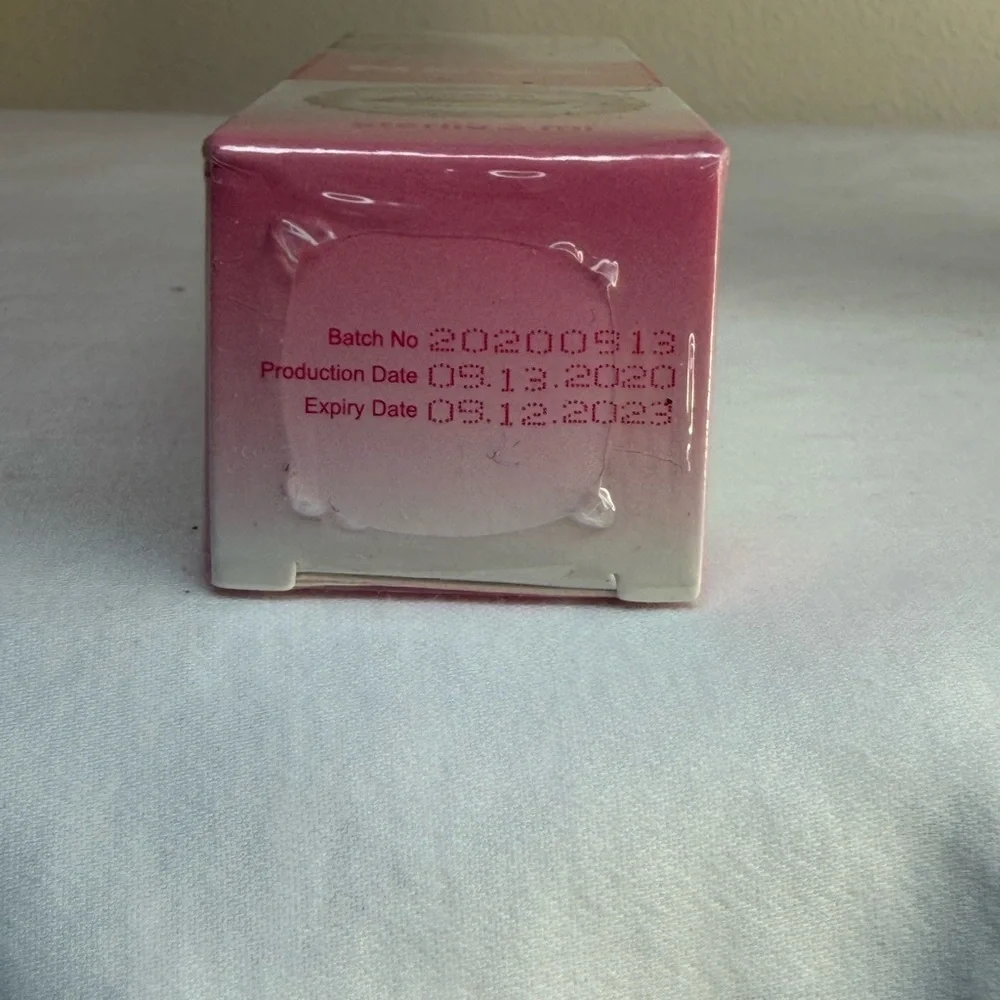 Batch No 20200913
Production Date 09.13.2020
Expiry Date 09.12.2023